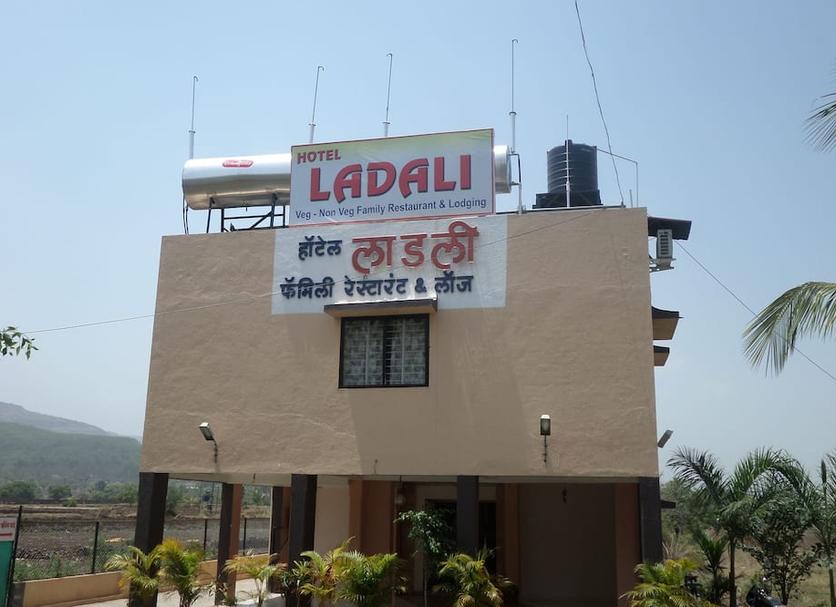 HOTEL
LADALI
Veg - Non Veg Family Restaurant & Lodging
हॉटेल लाडली
फॅमिली रेस्टारंट & लॉज